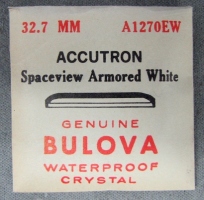 32.7 MM A1270EW
ACCUTRON
Spaceview Armored White
GENUINE
BULOVA
WATERPROOF
CRYSTAL